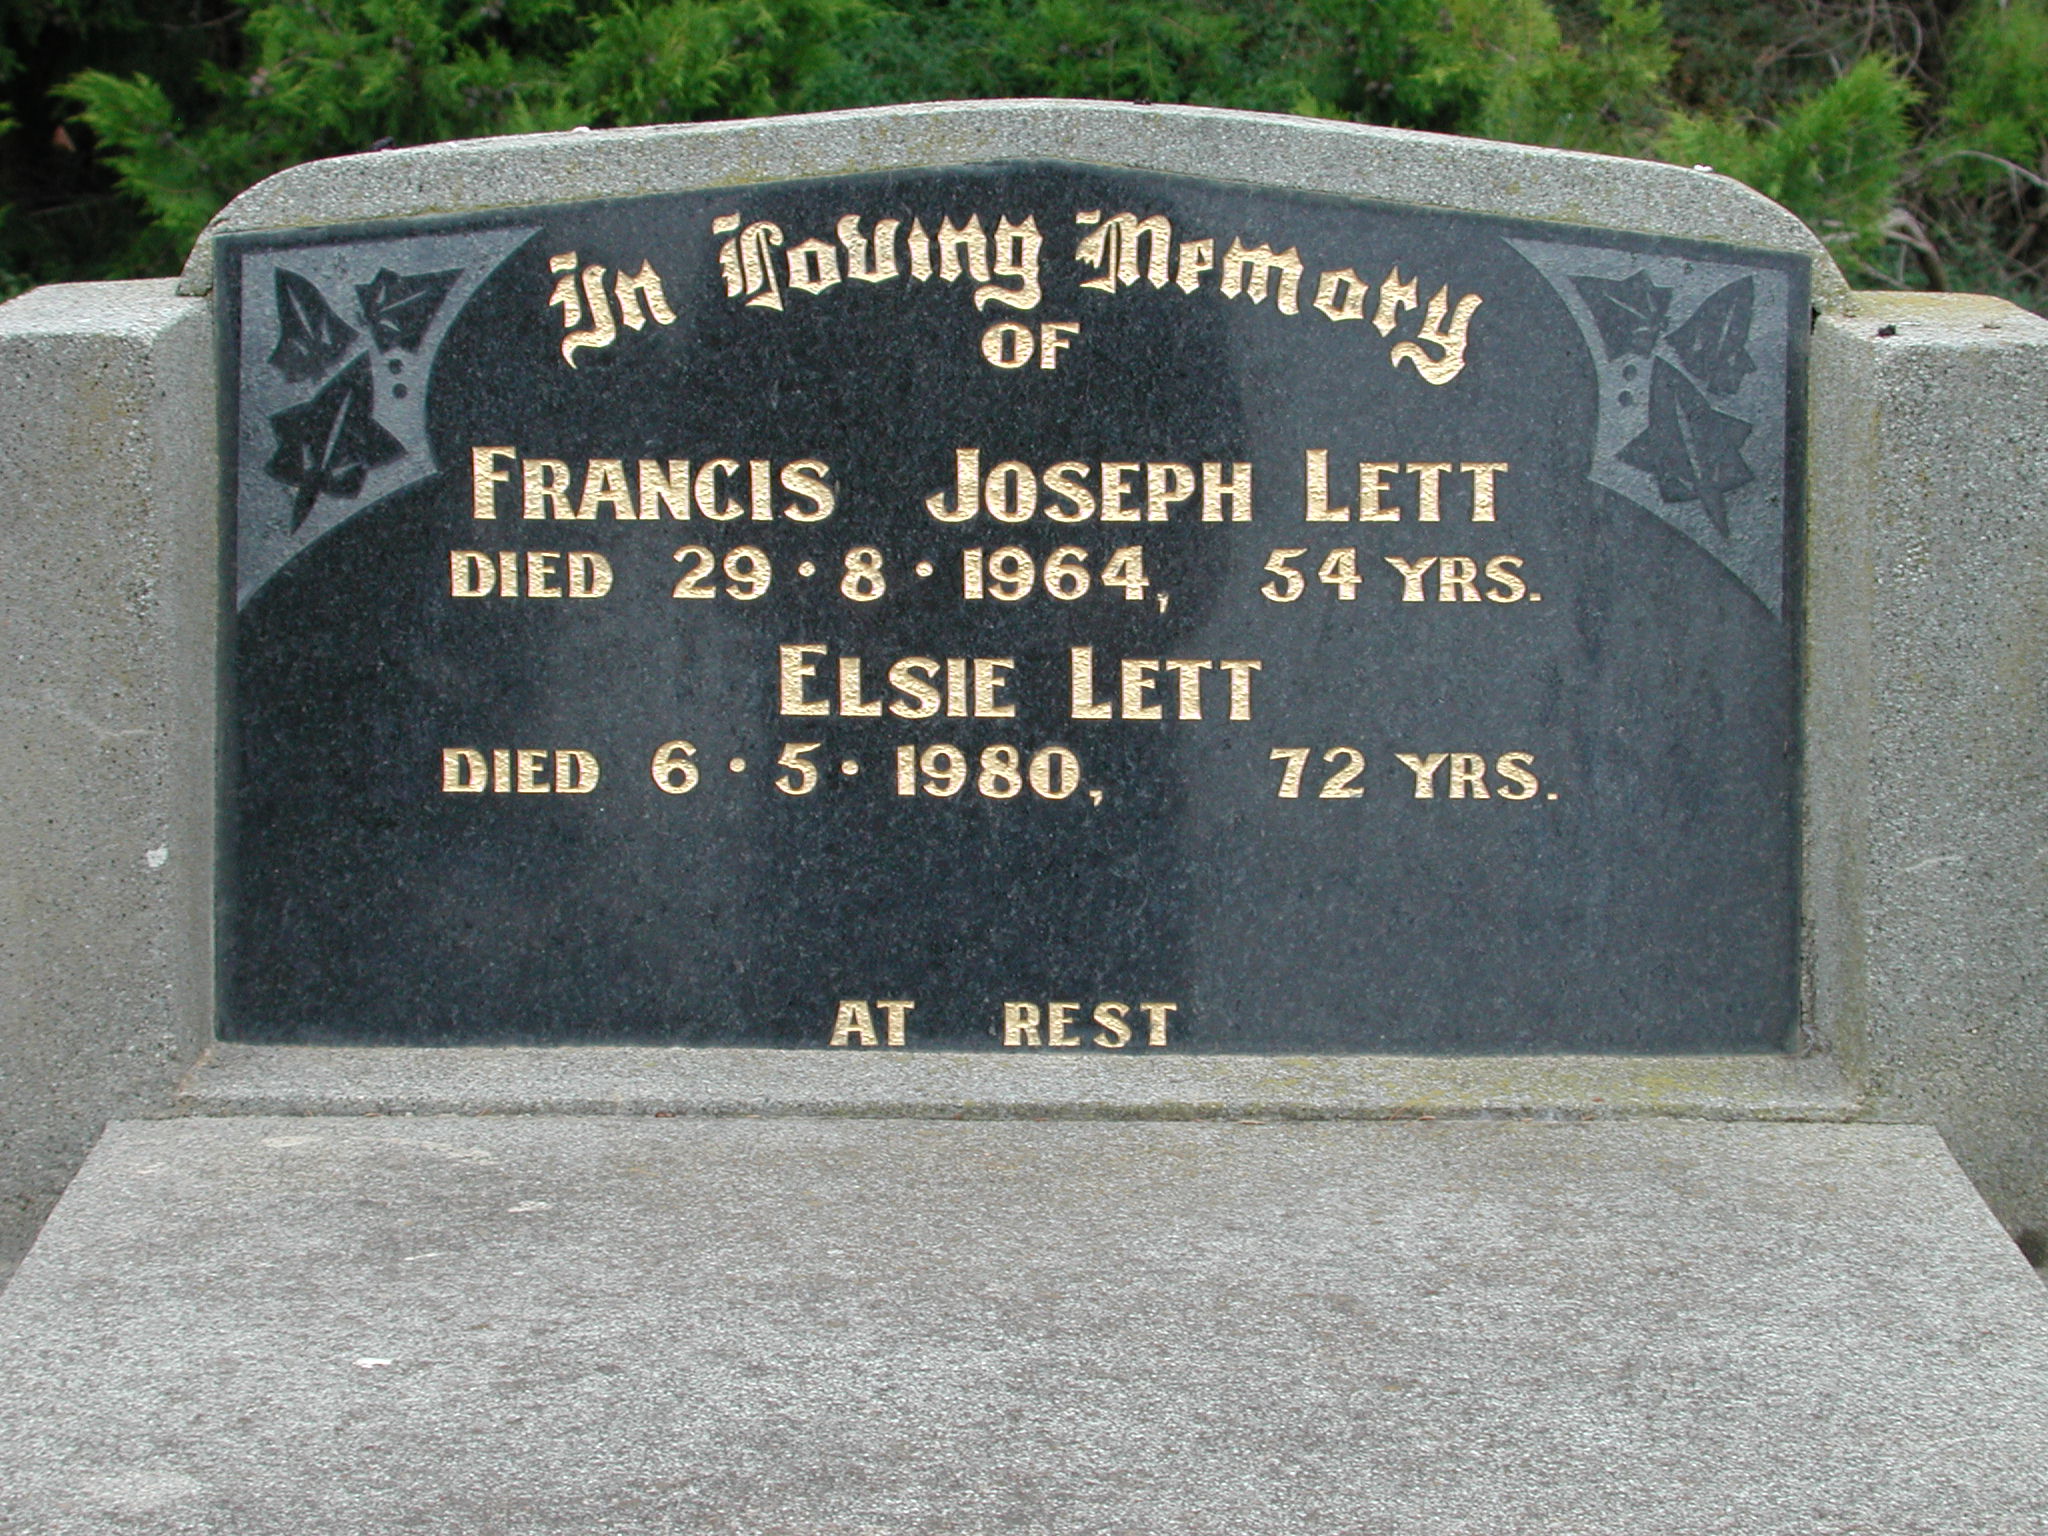 In Loving Memory
OF
FRANCIS JOSEPH LETT
DIED 29·8·1964, 54 YRS.
ELSIE LETT
DIED 6·5·1980, 72 YRS.
AT REST